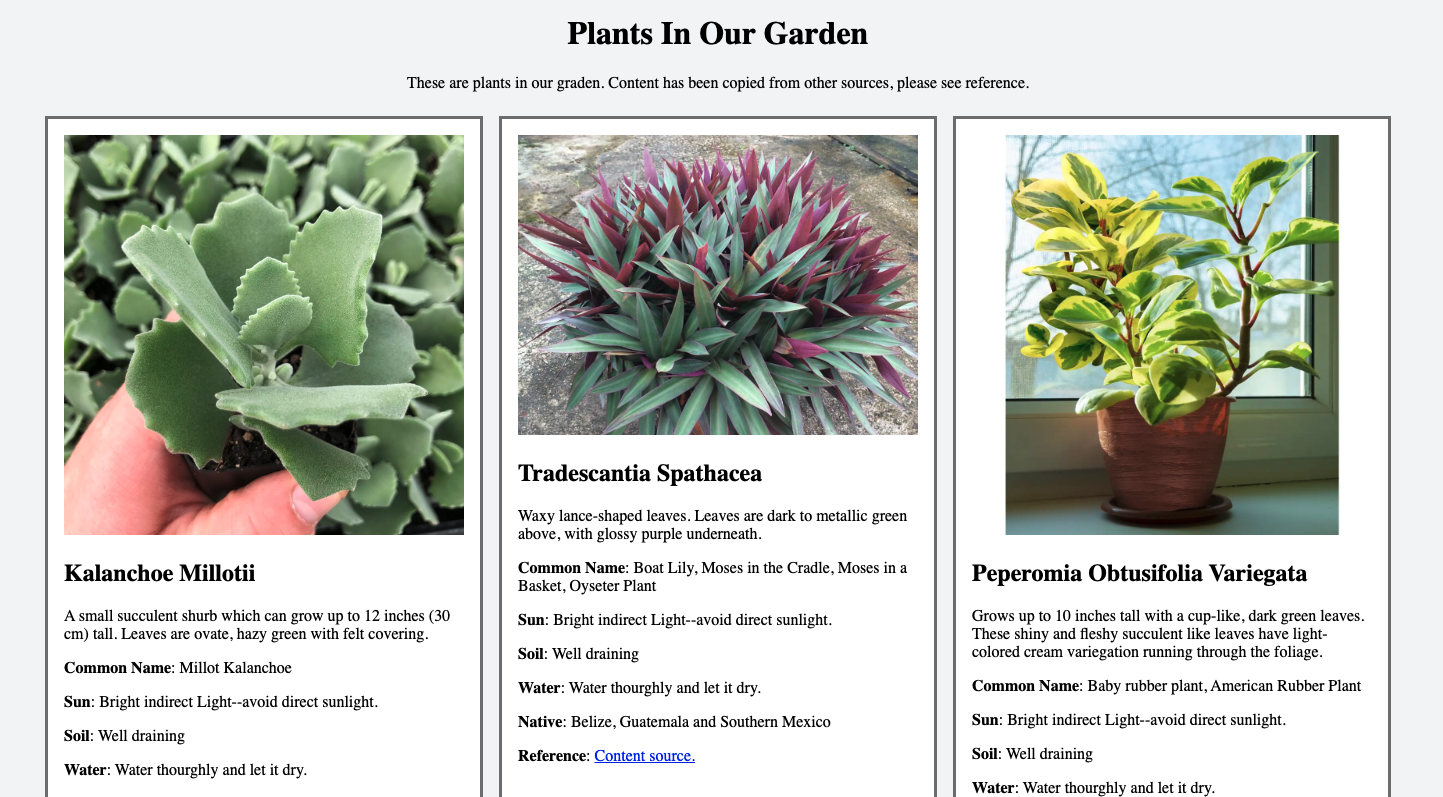 Plants In Our Garden
These are plants in our graden. Content has been copied from other sources, please see reference.
Kalanchoe Millotii
A small succulent shurb which can grow up to 12 inches (30
cm) tall. Leaves are ovate, hazy green with felt covering.
Common Name: Millot Kalanchoe
Sun: Bright indirect Light--avoid direct sunlight.
Soil: Well draining
Water: Water thourghly and let it dry.
Tradescantia Spathacea
Waxy lance-shaped leaves. Leaves are dark to metallic green
above, with glossy purple underneath.
Common Name: Boat Lily, Moses in the Cradle, Moses in a
Basket, Oyseter Plant
Sun: Bright indirect Light--avoid direct sunlight.
Soil: Well draining
Water: Water thourghly and let it dry.
Native: Belize, Guatemala and Southern Mexico
Reference: Content source.
Peperomia Obtusifolia Variegata
Grows up to 10 inches tall with a cup-like, dark green leaves.
These shiny and fleshy succulent like leaves have light-
colored cream variegation running through the foliage.
Common Name: Baby rubber plant, American Rubber Plant
Sun: Bright indirect Light--avoid direct sunlight.
Soil: Well draining
Water: Water thourghly and let it dry.